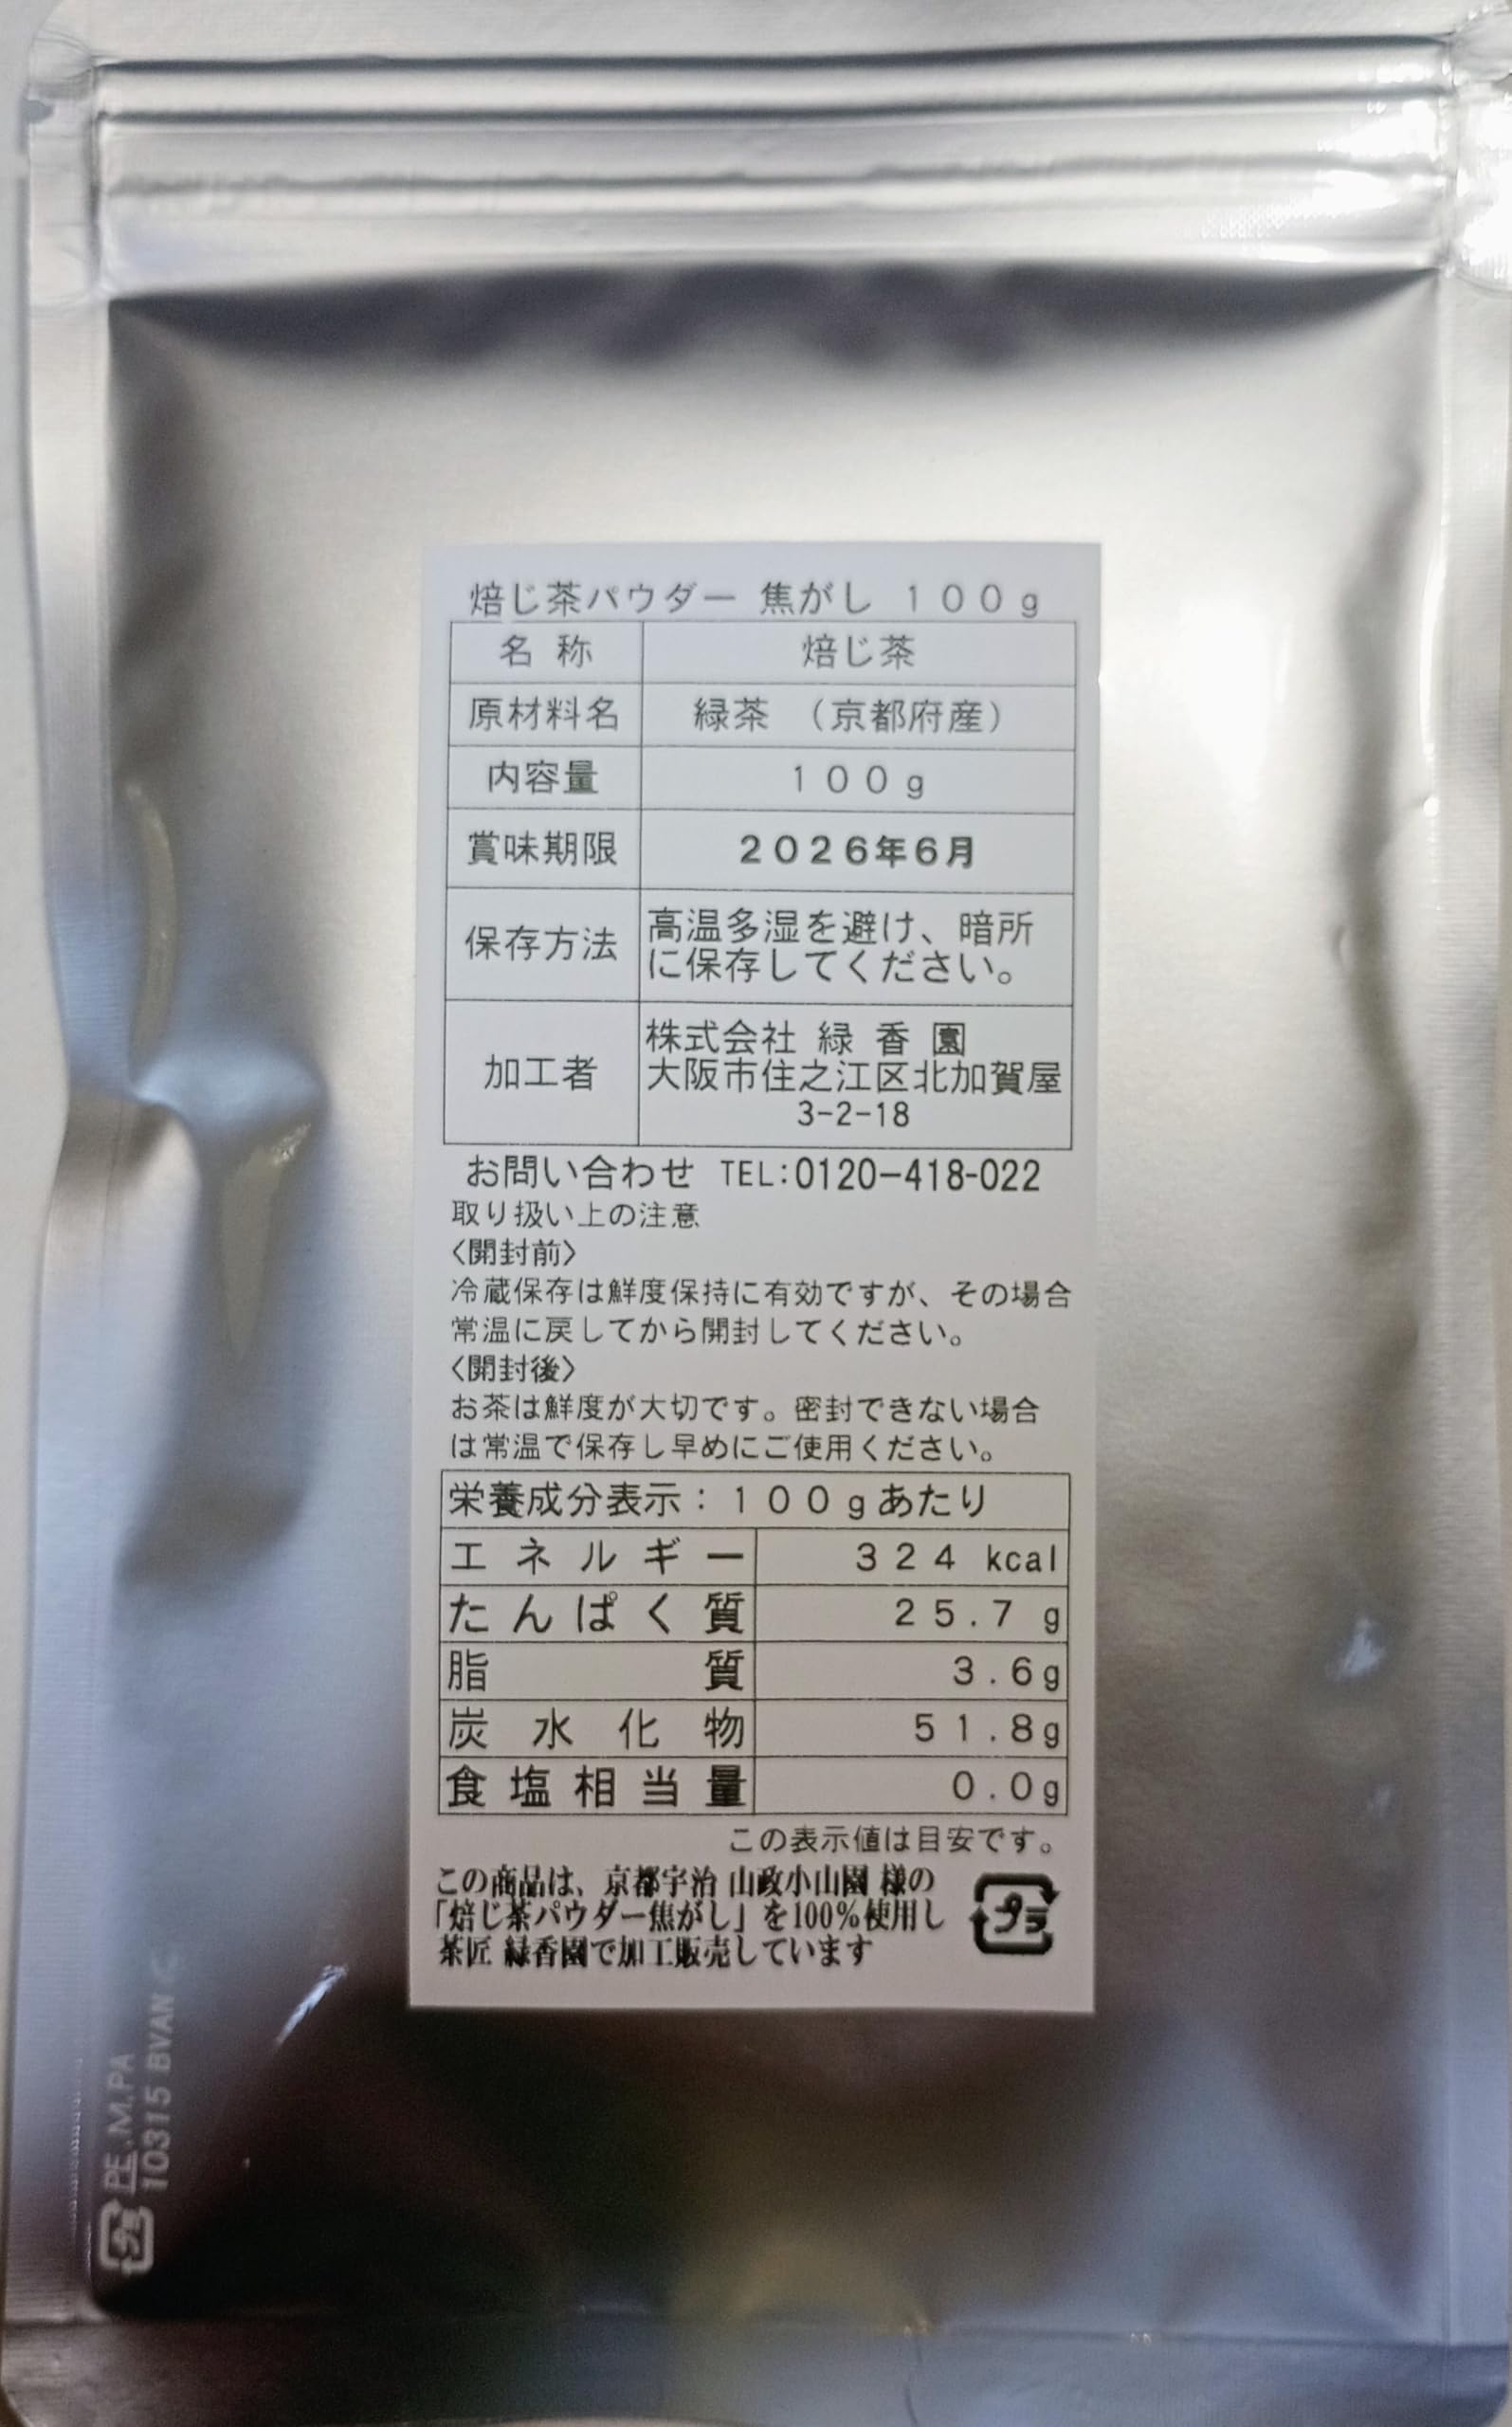 焙じ茶パウダー 焦がし 100g
名称 焙じ茶
原材料名 緑茶 (京都府産)
内容量 100g
賞味期限 2026年6月
保存方法 高温多湿を避け、暗所
に保存してください。
加工者 株式会社 緑香園
大阪市住之江区北加賀屋
3-2-18
お問い合わせ TEL:0120-418-022
取り扱い上の注意
〈開封前〉
冷蔵保存は鮮度保持に有効ですが、その場合
常温に戻してから開封してください。
〈開封後〉
お茶は鮮度が大切です。密封できない場合
は常温で保存し早めにご使用ください。
栄養成分表示:100gあたり
エネルギー 324 kcal
たんぱく質 25.7 g
脂質 3.6g
炭水化物 51.8g
食塩相当量 0.0g
この表示値は目安です。
この商品は、京都宇治 山政小山園 様の
「焙じ茶パウダー焦がし」を100%使用し
茶匠 緑香園で加工販売しています
プラ
プラ PE.M.PA
10315 BVAN C